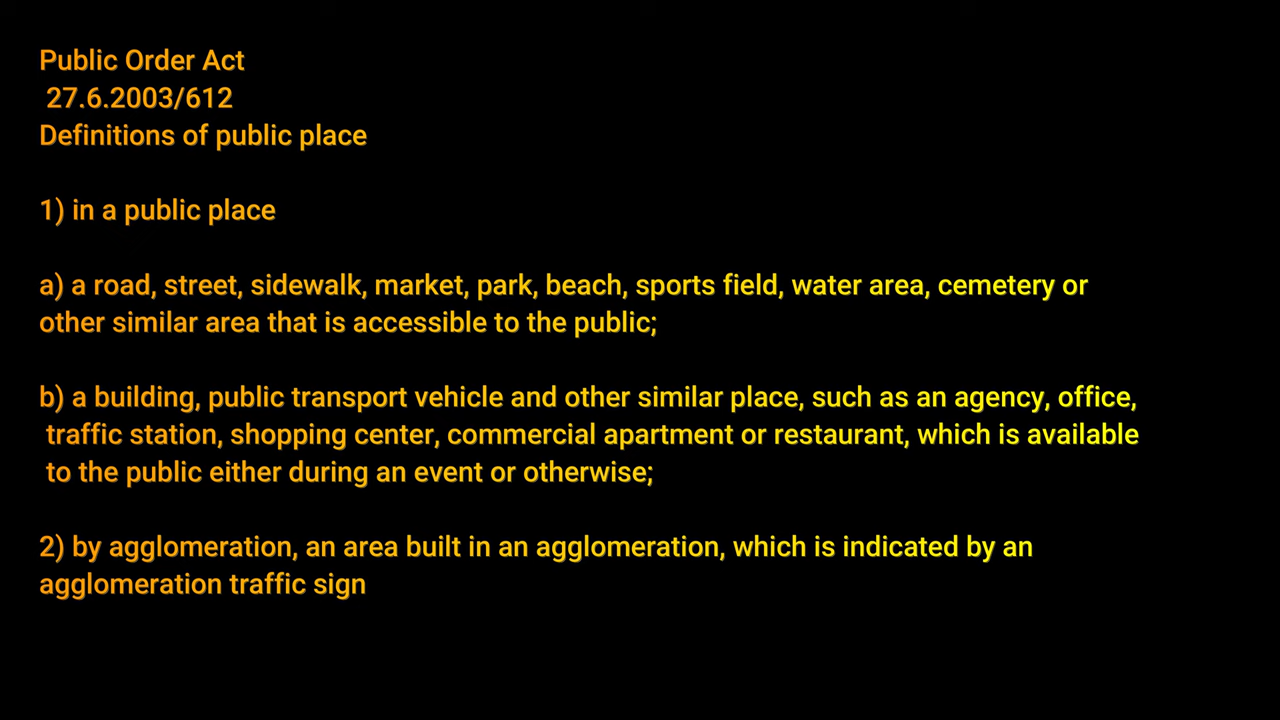 Public Order Act
27.6.2003/612
Definitions of public place
1) in a public place
a) a road, street, sidewalk, market, park, beach, sports field, water area, cemetery or
other similar area that is accessible to the public;
b) a building, public transport vehicle and other similar place, such as an agency, office,
traffic station, shopping center, commercial apartment or restaurant, which is available
to the public either during an event or otherwise;
2) by agglomeration, an area built in an agglomeration, which is indicated by an
agglomeration traffic sign